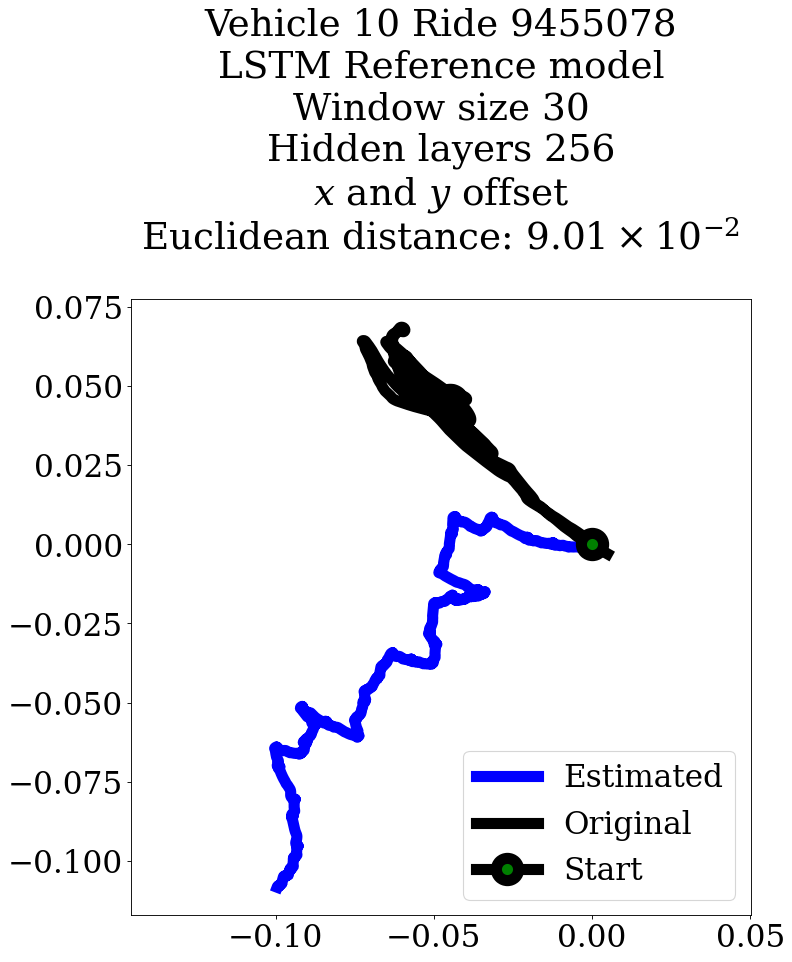 Vehicle 10 Ride 9455078
LSTM Reference model
Window size 30
Hidden layers 256
x and y offset
Euclidean distance: 9.01 × 10⁻²
0.075
0.050
0.025
0.000
−0.025
−0.050
−0.075
−0.100
Estimated
Original
Start
−0.10
−0.05
0.00
0.05